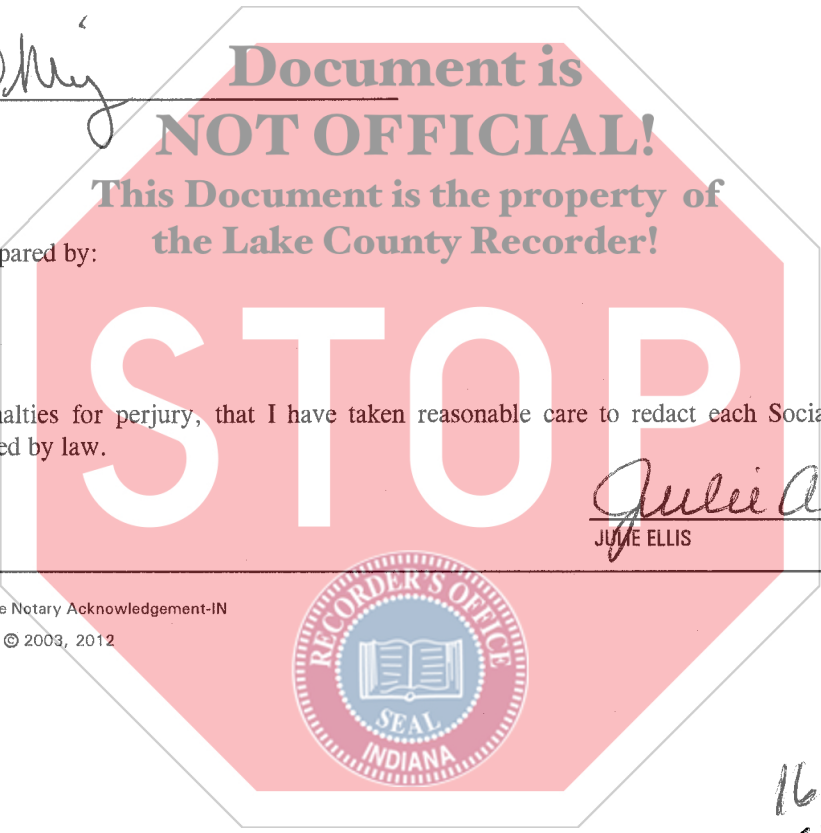 Document is
NOT OFFICIAL!
This Document is the property of
the Lake County Recorder!
pared by:
STOP
nalties for perjury, that I have taken reasonable care to redact each Socia
ed by law.
Julie A
JULIE ELLIS
e Notary Acknowledgement-IN
© 2003, 2012
RECORDER'S OFFICE
SEAL
INDIANA
16